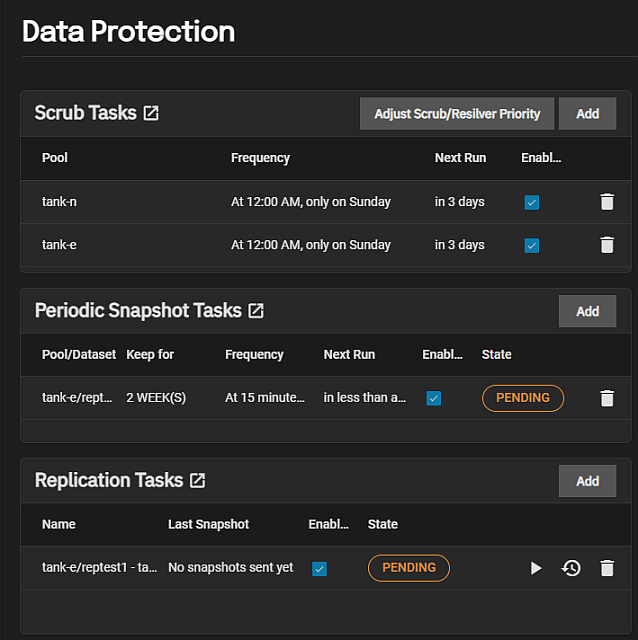 Data Protection
Scrub Tasks
Adjust Scrub/Resilver Priority Add
Pool Frequency Next Run Enabl...
tank-n At 12:00 AM, only on Sunday in 3 days
tank-e At 12:00 AM, only on Sunday in 3 days
Periodic Snapshot Tasks Add
Pool/Dataset Keep for Frequency Next Run Enabl... State
tank-e/rept... 2 WEEK(S) At 15 minute... in less than a... PENDING
Replication Tasks Add
Name Last Snapshot Enabl... State
tank-e/reptest1 - ta... No snapshots sent yet PENDING